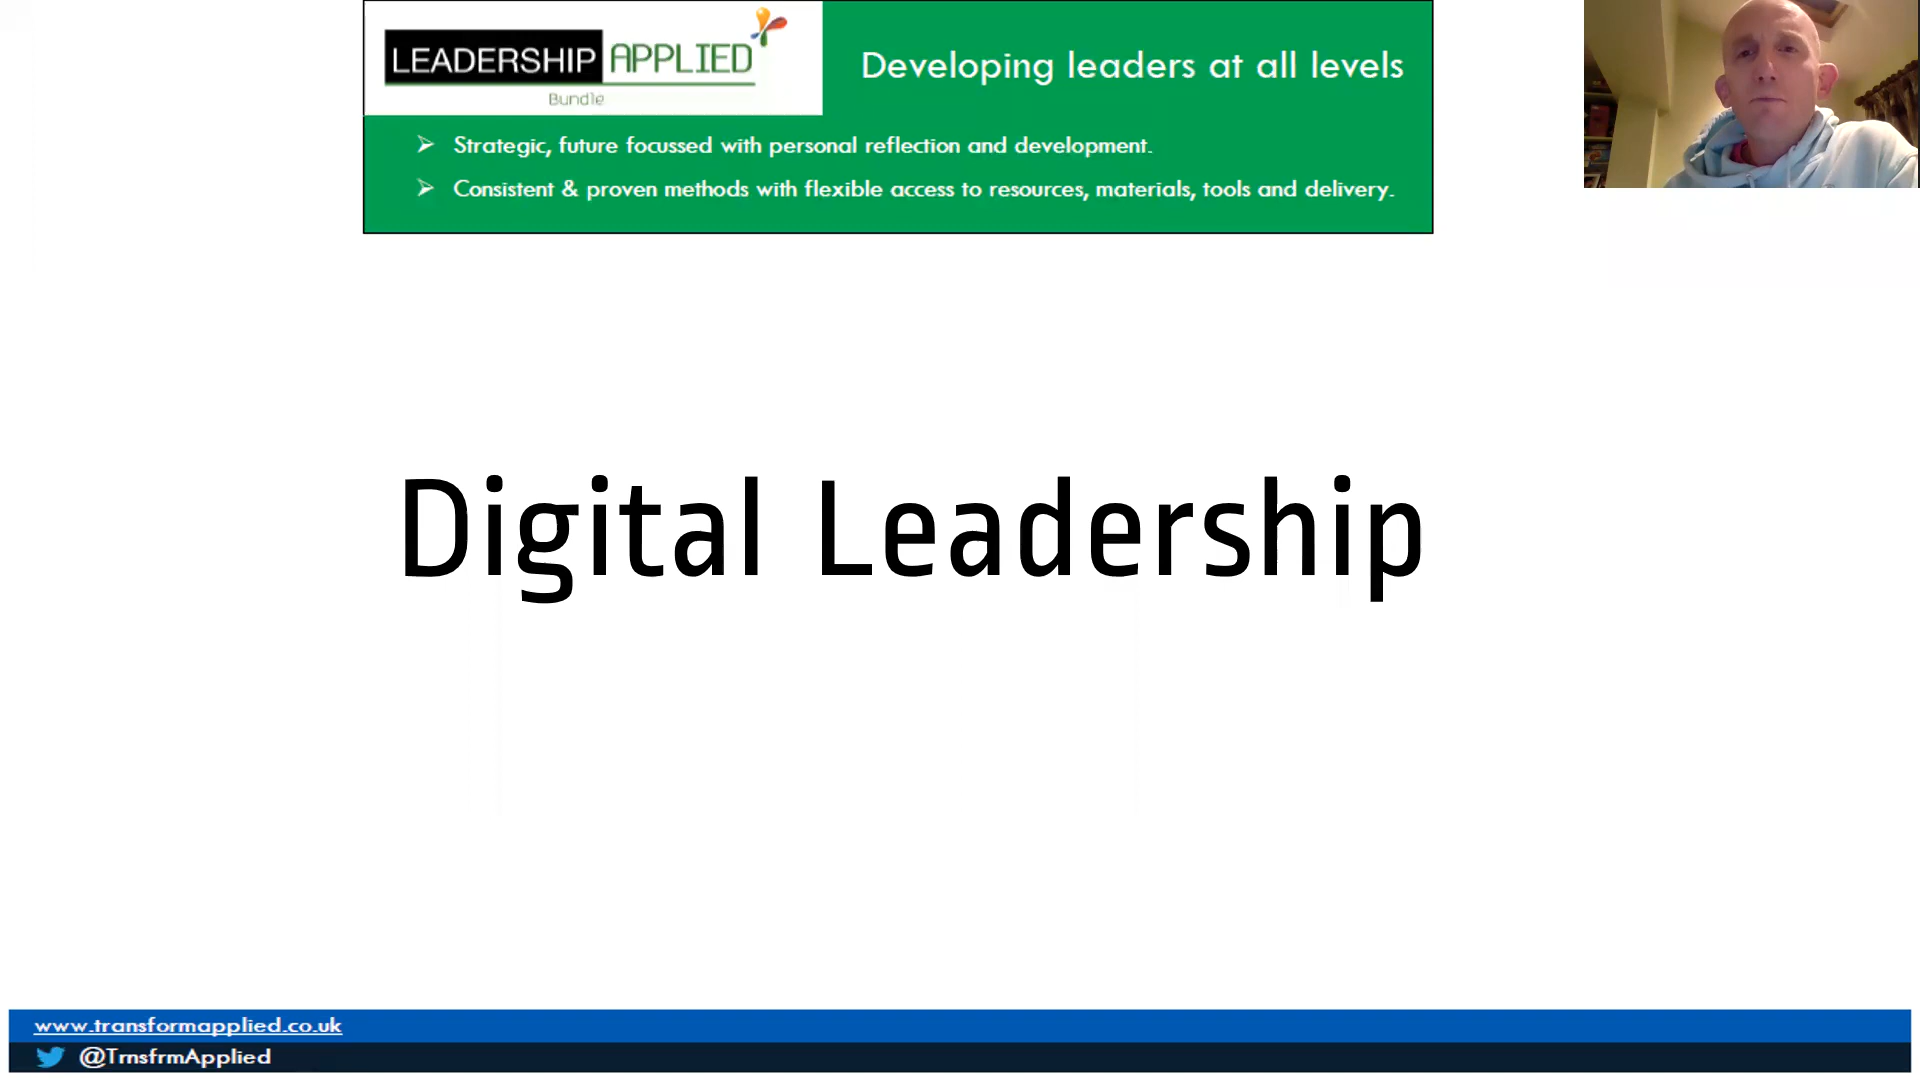 LEADERSHIP APPLIED
Bundle
Developing leaders at all levels
Strategic, future focussed with personal reflection and development.
Consistent & proven methods with flexible access to resources, materials, tools and delivery.
Digital Leadership
www.transformapplied.co.uk
@TrnsfrmApplied